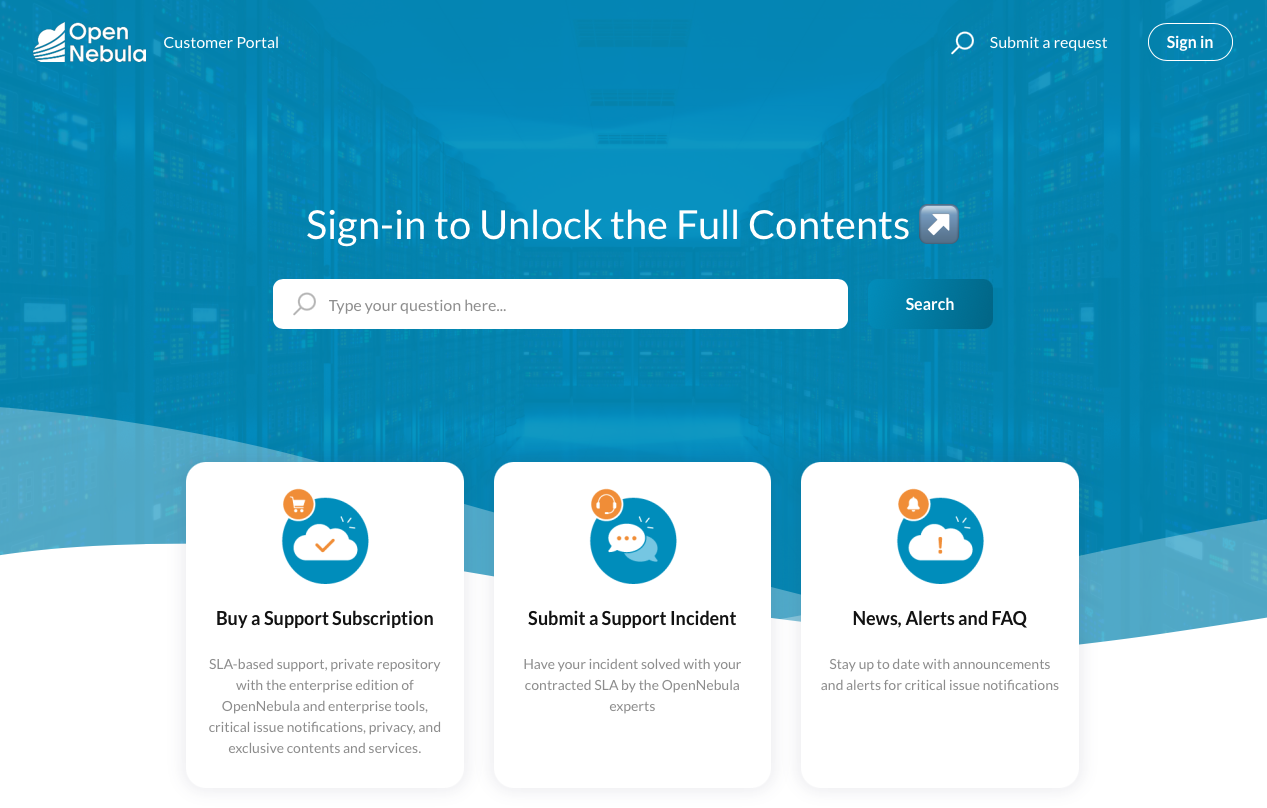 Open
Nebula
Customer Portal
Submit a request
Sign in
Sign-in to Unlock the Full Contents ↗️
Type your question here...
Search
Buy a Support Subscription
SLA-based support, private repository
with the enterprise edition of
OpenNebula and enterprise tools,
critical issue notifications, privacy, and
exclusive contents and services.
Submit a Support Incident
Have your incident solved with your
contracted SLA by the OpenNebula
experts
News, Alerts and FAQ
Stay up to date with announcements
and alerts for critical issue notifications